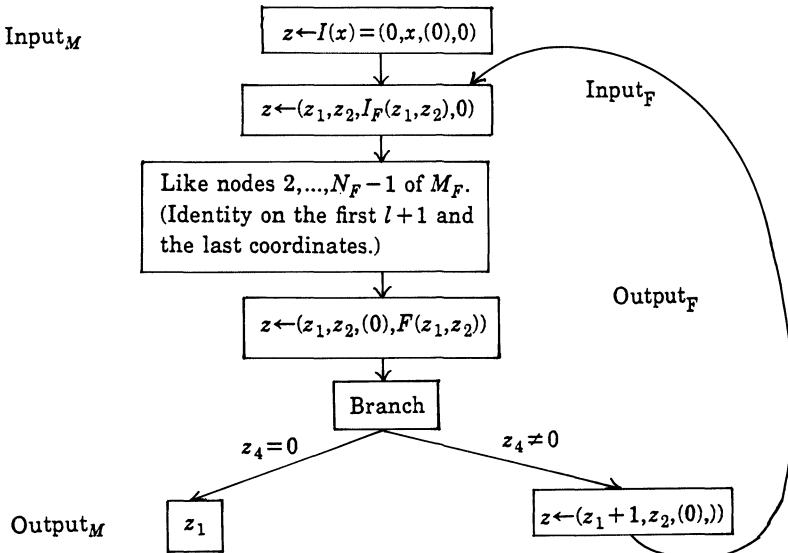 Input_M
z←I(x)=(0,x,(0),0)
z←(z_1,z_2,I_F(z_1,z_2),0)
Input_F
Like nodes 2,...,N_F−1 of M_F.
(Identity on the first l+1 and
the last coordinates.)
Output_F
z←(z_1,z_2,(0),F(z_1,z_2))
Branch
z_4=0
z_4≠0
Output_M
z_1
z←(z_1+1,z_2,(0),))